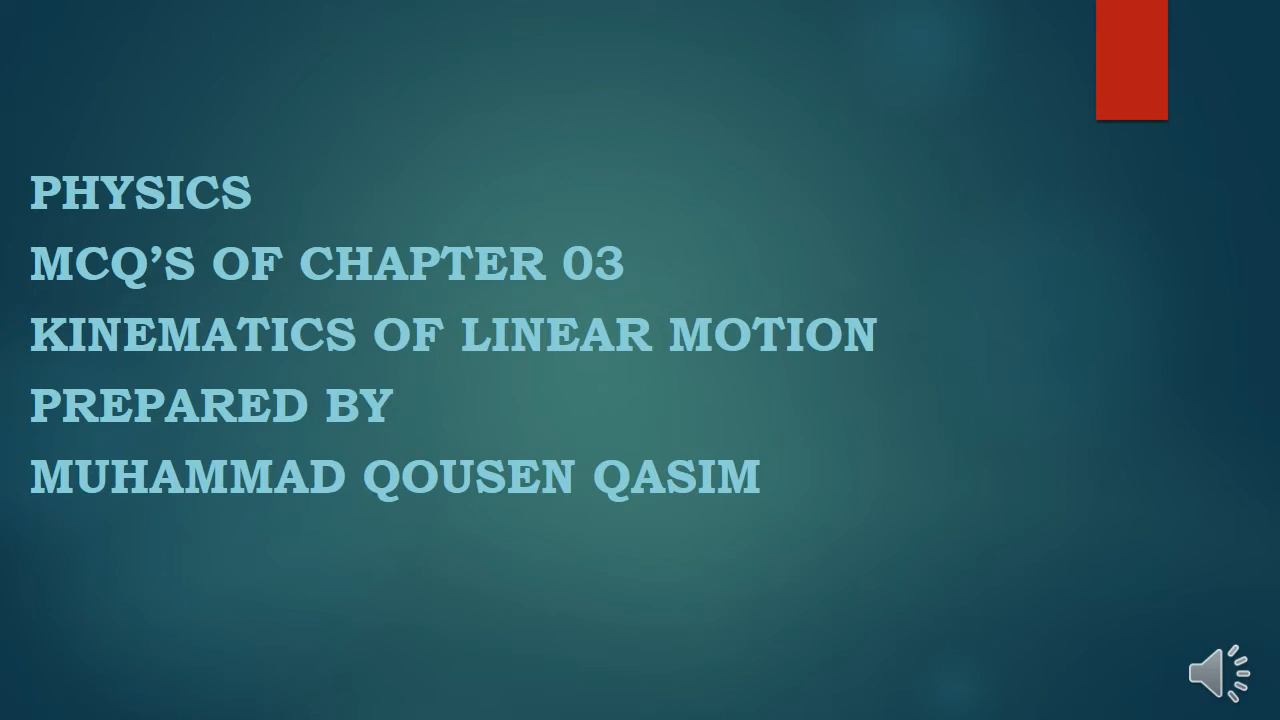 PHYSICS
MCQ’S OF CHAPTER 03
KINEMATICS OF LINEAR MOTION
PREPARED BY
MUHAMMAD QOUSEN QASIM